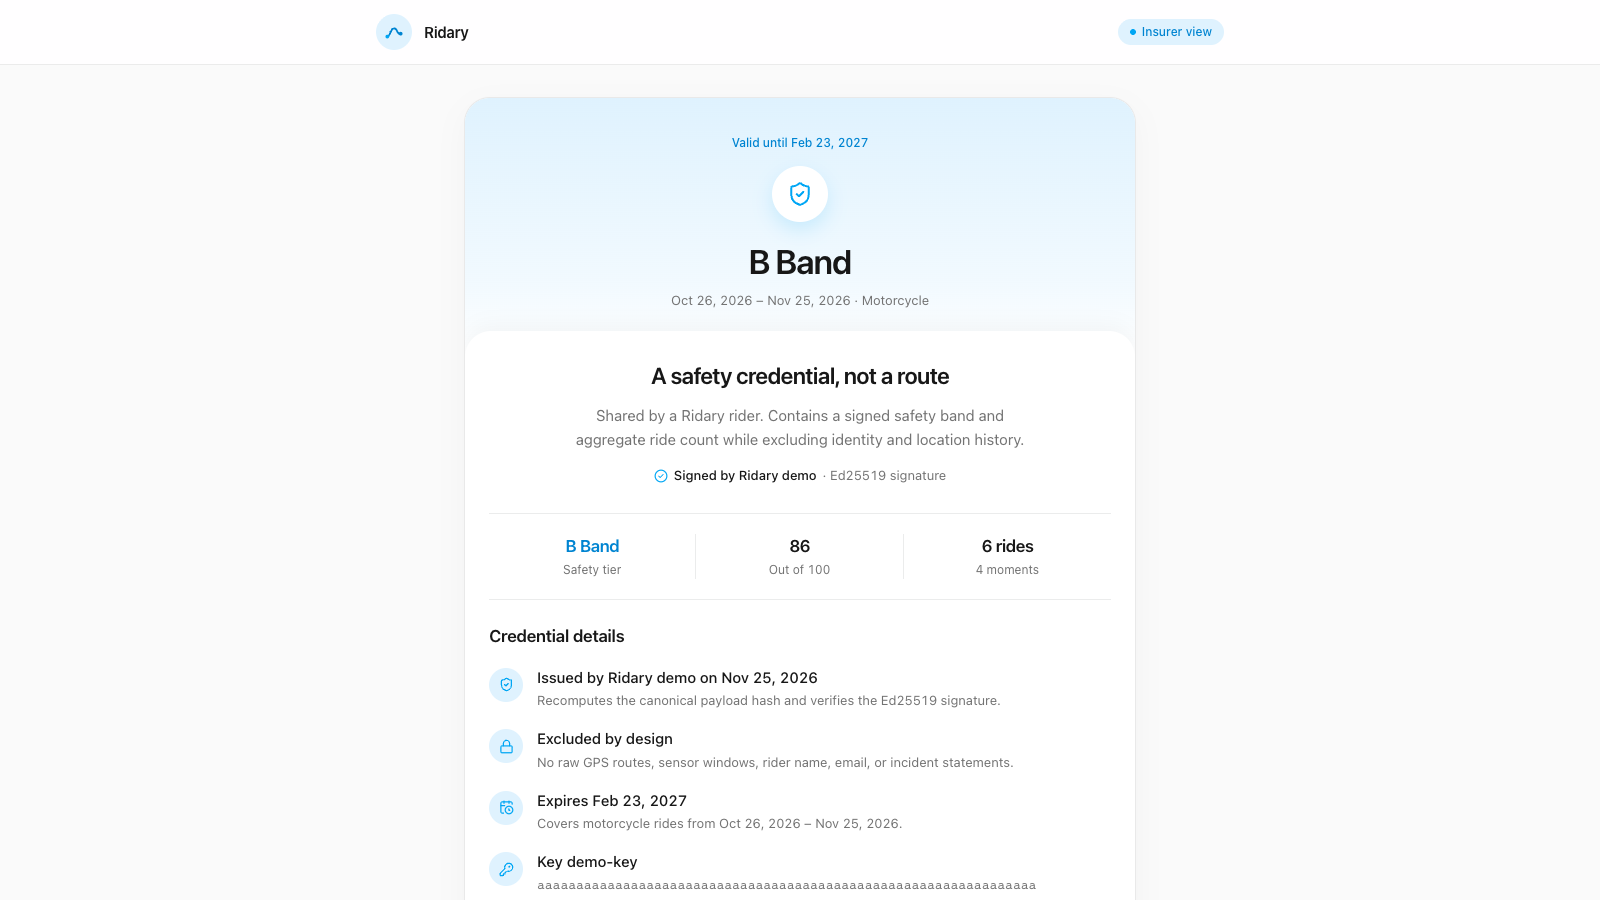 Ridary
Insurer view
Valid until Feb 23, 2027
B Band
Oct 26, 2026 – Nov 25, 2026 · Motorcycle
A safety credential, not a route
Shared by a Ridary rider. Contains a signed safety band and
aggregate ride count while excluding identity and location history.
Signed by Ridary demo · Ed25519 signature
B Band
Safety tier
86
Out of 100
6 rides
4 moments
Credential details
Issued by Ridary demo on Nov 25, 2026
Recomputes the canonical payload hash and verifies the Ed25519 signature.
Excluded by design
No raw GPS routes, sensor windows, rider name, email, or incident statements.
Expires Feb 23, 2027
Covers motorcycle rides from Oct 26, 2026 – Nov 25, 2026.
Key demo-key
aaaaaaaaaaaaaaaaaaaaaaaaaaaaaaaaaaaaaaaaaaaaaaaaaaaaaaaaaaaaaaaa